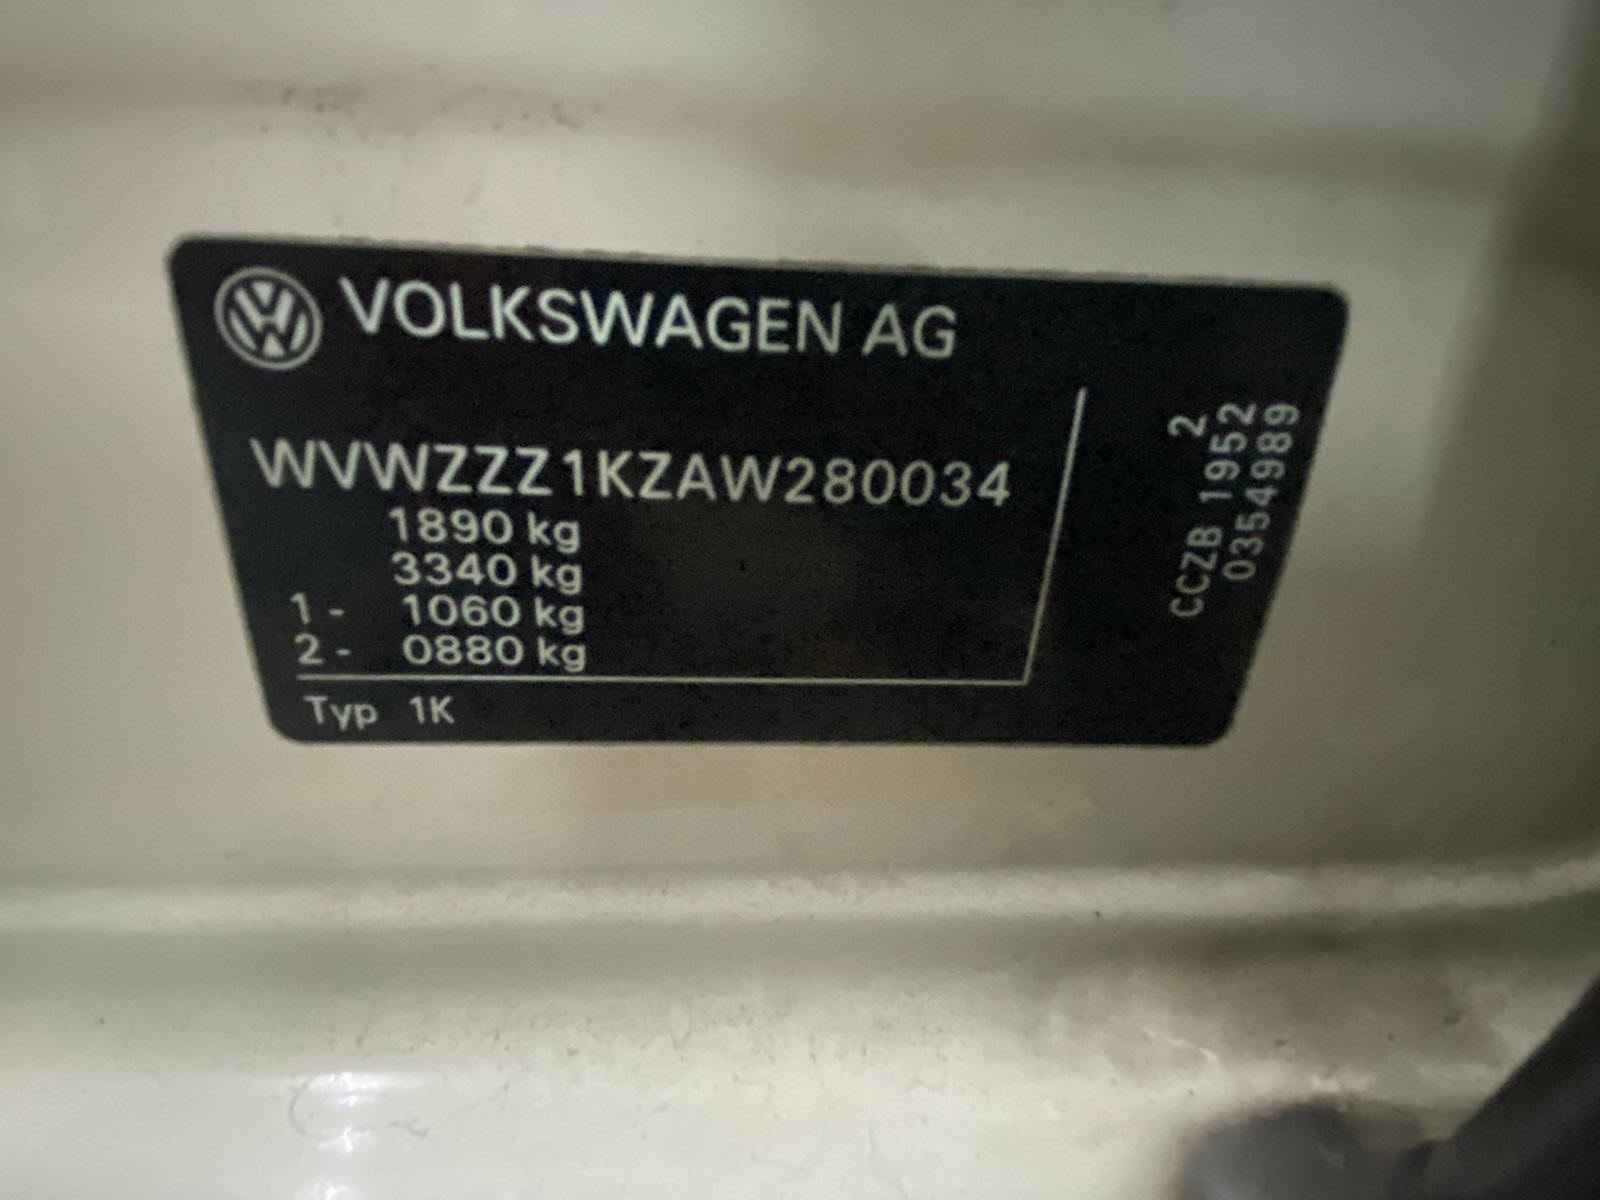 VOLKSWAGEN AG
WVWZZZ1KZAW280034
1890 kg
3340 kg
1 - 1060 kg
2 - 0880 kg
Typ 1K
CCZB 1952 2
0354989